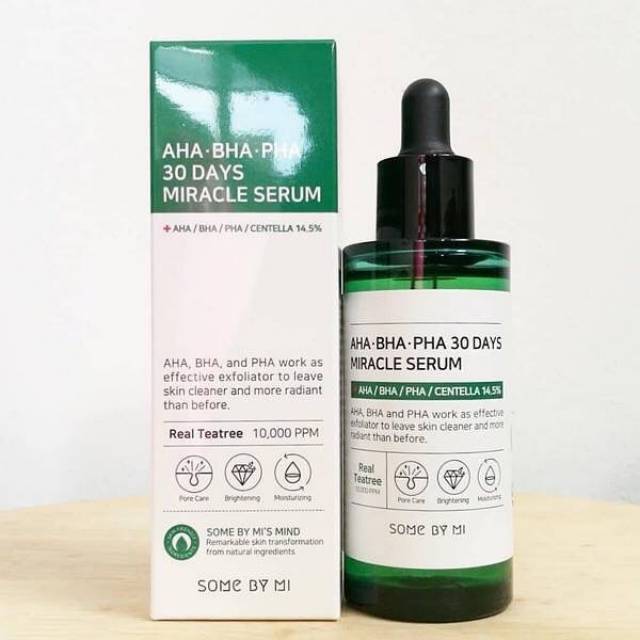 AHA·BHA·PHA
30 DAYS
MIRACLE SERUM
+ AHA / BHA / PHA / CENTELLA 14.5%
AHA, BHA, and PHA work as
effective exfoliator to leave
skin cleaner and more radiant
than before.
Real Teatree 10,000 PPM
Pore Care Brightening Moisturizing
SOME BY MI'S MIND
Remarkable skin transformation
from natural ingredients
SOME BY MI
AHA·BHA·PHA 30 DAYS
MIRACLE SERUM
+ AHA / BHA / PHA / CENTELLA 14.5%
AHA, BHA and PHA work as effective
exfoliator to leave skin cleaner and more
radiant than before.
Real
Teatree
10,000 PPM
Pore Care Brightening Moisturizing
SOME BY MI